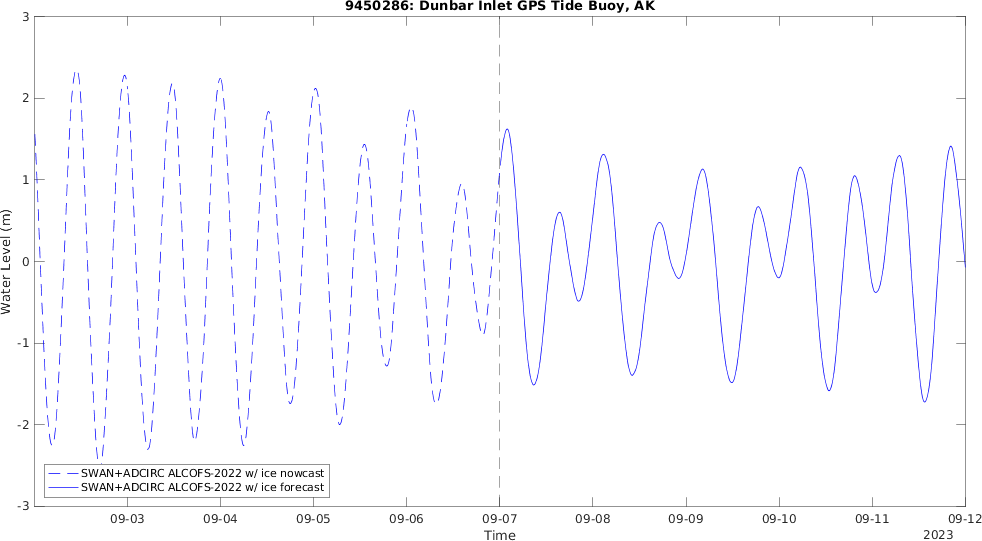 9450286: Dunbar Inlet GPS Tide Buoy, AK
3
2
1
0
-1
-2
-3
Water Level (m)
SWAN+ADCIRC ALCOFS-2022 w/ ice nowcast
SWAN+ADCIRC ALCOFS-2022 w/ ice forecast
09-03 09-04 09-05 09-06 09-07 09-08 09-09 09-10 09-11 09-12
Time
2023